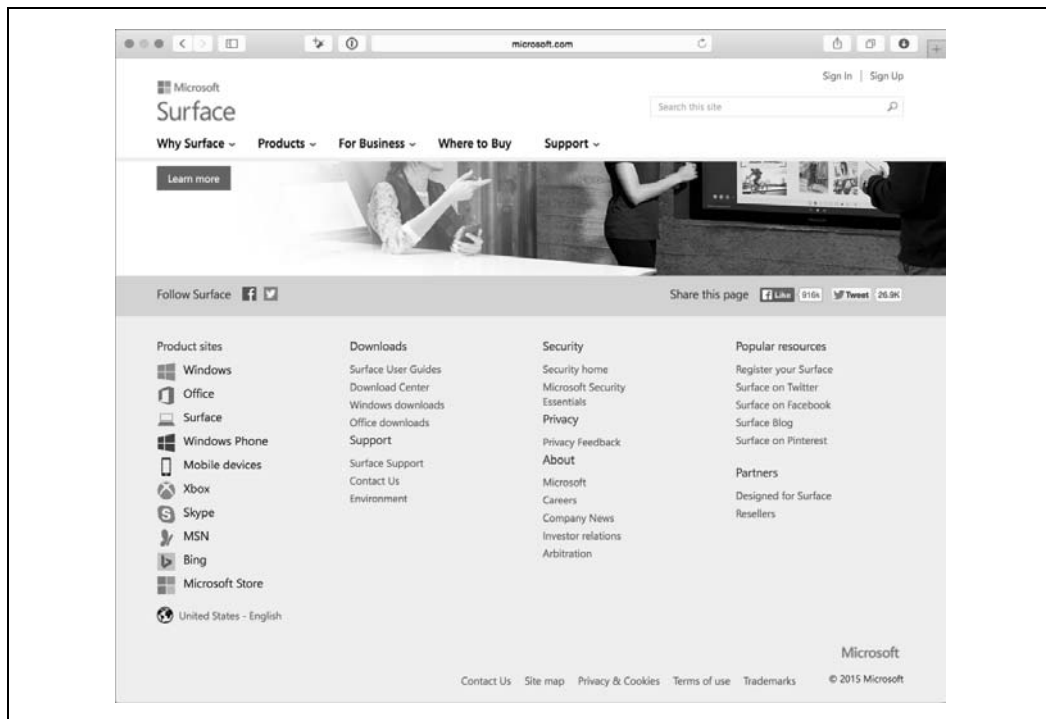 microsoft.com
Sign In | Sign Up
Microsoft
Surface
Search this site
Why Surface Products For Business Where to Buy Support
Learn more
Follow Surface
Share this page Like 916k Tweet 26.9K
Product sites
Windows
Office
Surface
Windows Phone
Mobile devices
Xbox
Skype
MSN
Bing
Microsoft Store
United States - English
Downloads
Surface User Guides
Download Center
Windows downloads
Office downloads
Support
Surface Support
Contact Us
Environment
Security
Security home
Microsoft Security
Essentials
Privacy
Privacy Feedback
About
Microsoft
Careers
Company News
Investor relations
Arbitration
Popular resources
Register your Surface
Surface on Twitter
Surface on Facebook
Surface Blog
Surface on Pinterest
Partners
Designed for Surface
Resellers
Microsoft
Contact Us Site map Privacy & Cookies Terms of use Trademarks © 2015 Microsoft